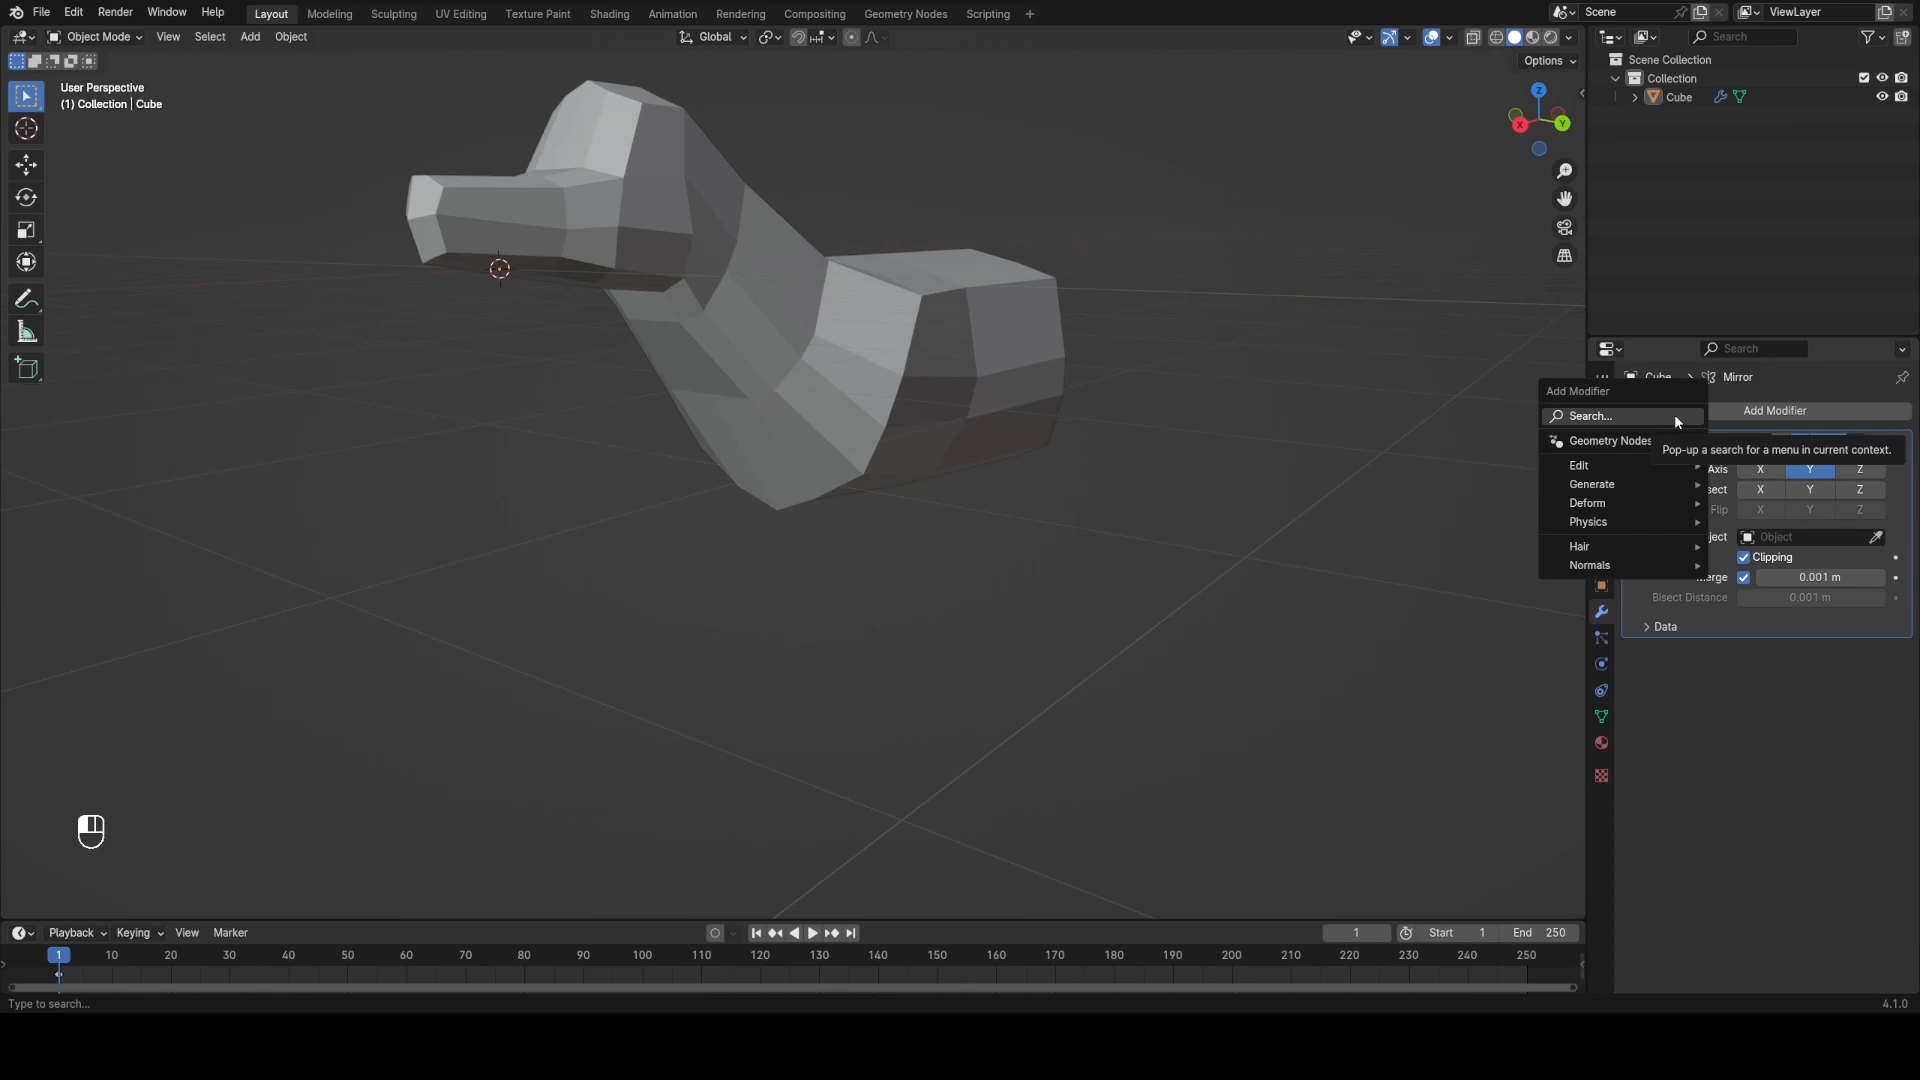 File Edit Render Window Help Layout Modeling Sculpting UV Editing Texture Paint Shading Animation Rendering Compositing Geometry Nodes Scripting + Scene ViewLayer
Object Mode View Select Add Object Global Search
Options
User Perspective
(1) Collection | Cube
Z
X
Y
Scene Collection
Collection
Cube
Search
Cube > Mirror
Add Modifier
Add Modifier
Search...
Geometry Nodes
Pop-up a search for a menu in current context.
Edit
Axis X Y Z
Generate
sect X Y Z
Deform
Flip X Y Z
Physics
ject Object
Hair
Clipping
Normals
erge 0.001 m
Bisect Distance 0.001 m
Data
Playback Keying View Marker 1 Start 1 End 250
1 10 20 30 40 50 60 70 80 90 100 110 120 130 140 150 160 170 180 190 200 210 220 230 240 250
Type to search... 4.1.0